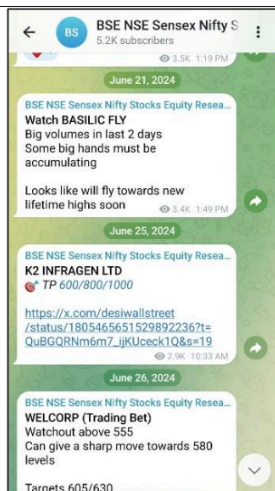 BSE NSE Sensex Nifty S
BS
5.2K subscribers
3.5K 1:19 PM
June 21, 2024
BSE NSE Sensex Nifty Stocks Equity Resea...
Watch BASILIC FLY
Big volumes in last 2 days
Some big hands must be
accumulating
Looks like will fly towards new
lifetime highs soon
3.4K 1:49 PM
June 25, 2024
BSE NSE Sensex Nifty Stocks Equity Resea...
K2 INFRAGEN LTD
🎯 TP 600/800/1000
https://x.com/desiwallstreet
/status/1805465651529892236?t=
QuBGQRNm6m7_ijKUceck1Q&s=19
2.9K 10:33 AM
June 26, 2024
BSE NSE Sensex Nifty Stocks Equity Resea...
WELCORP (Trading Bet)
Watchout above 555
Can give a sharp move towards 580
levels
Targets 605/630